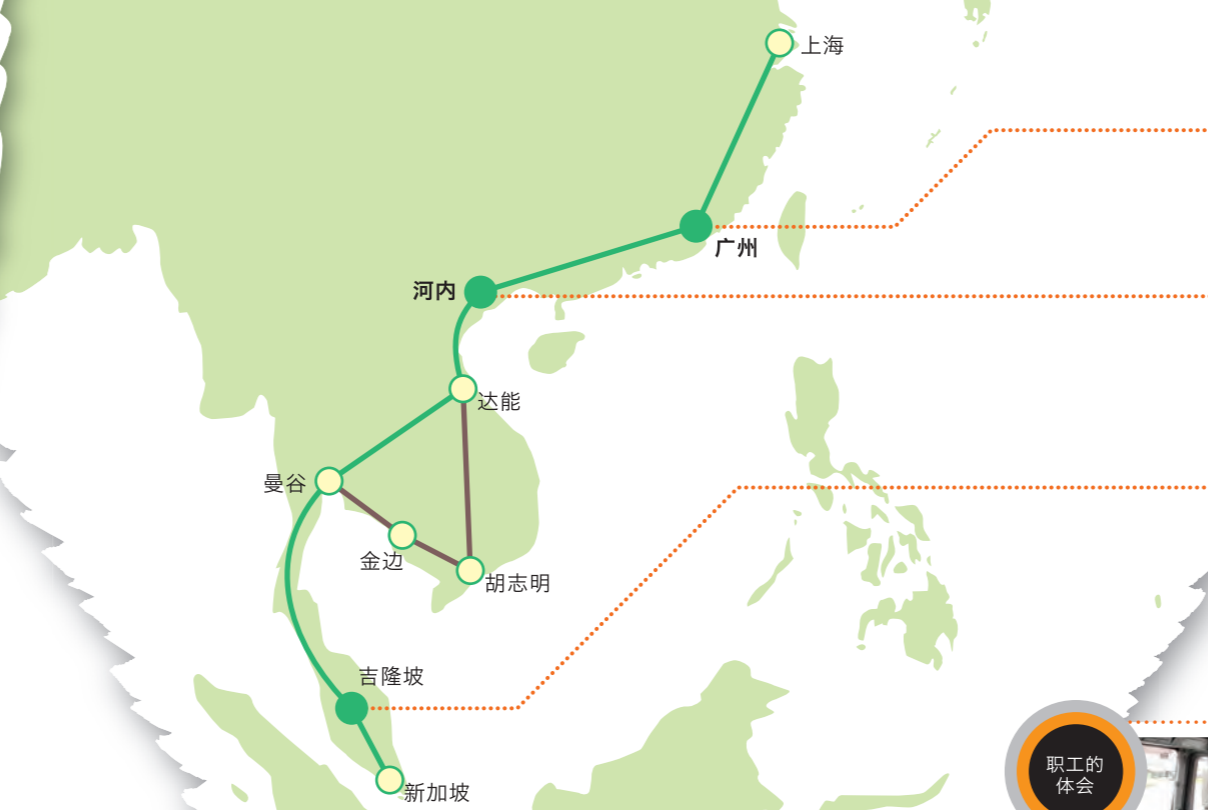 上海
广州
河内
达能
曼谷
金边
胡志明
吉隆坡
新加坡
职工的
体会